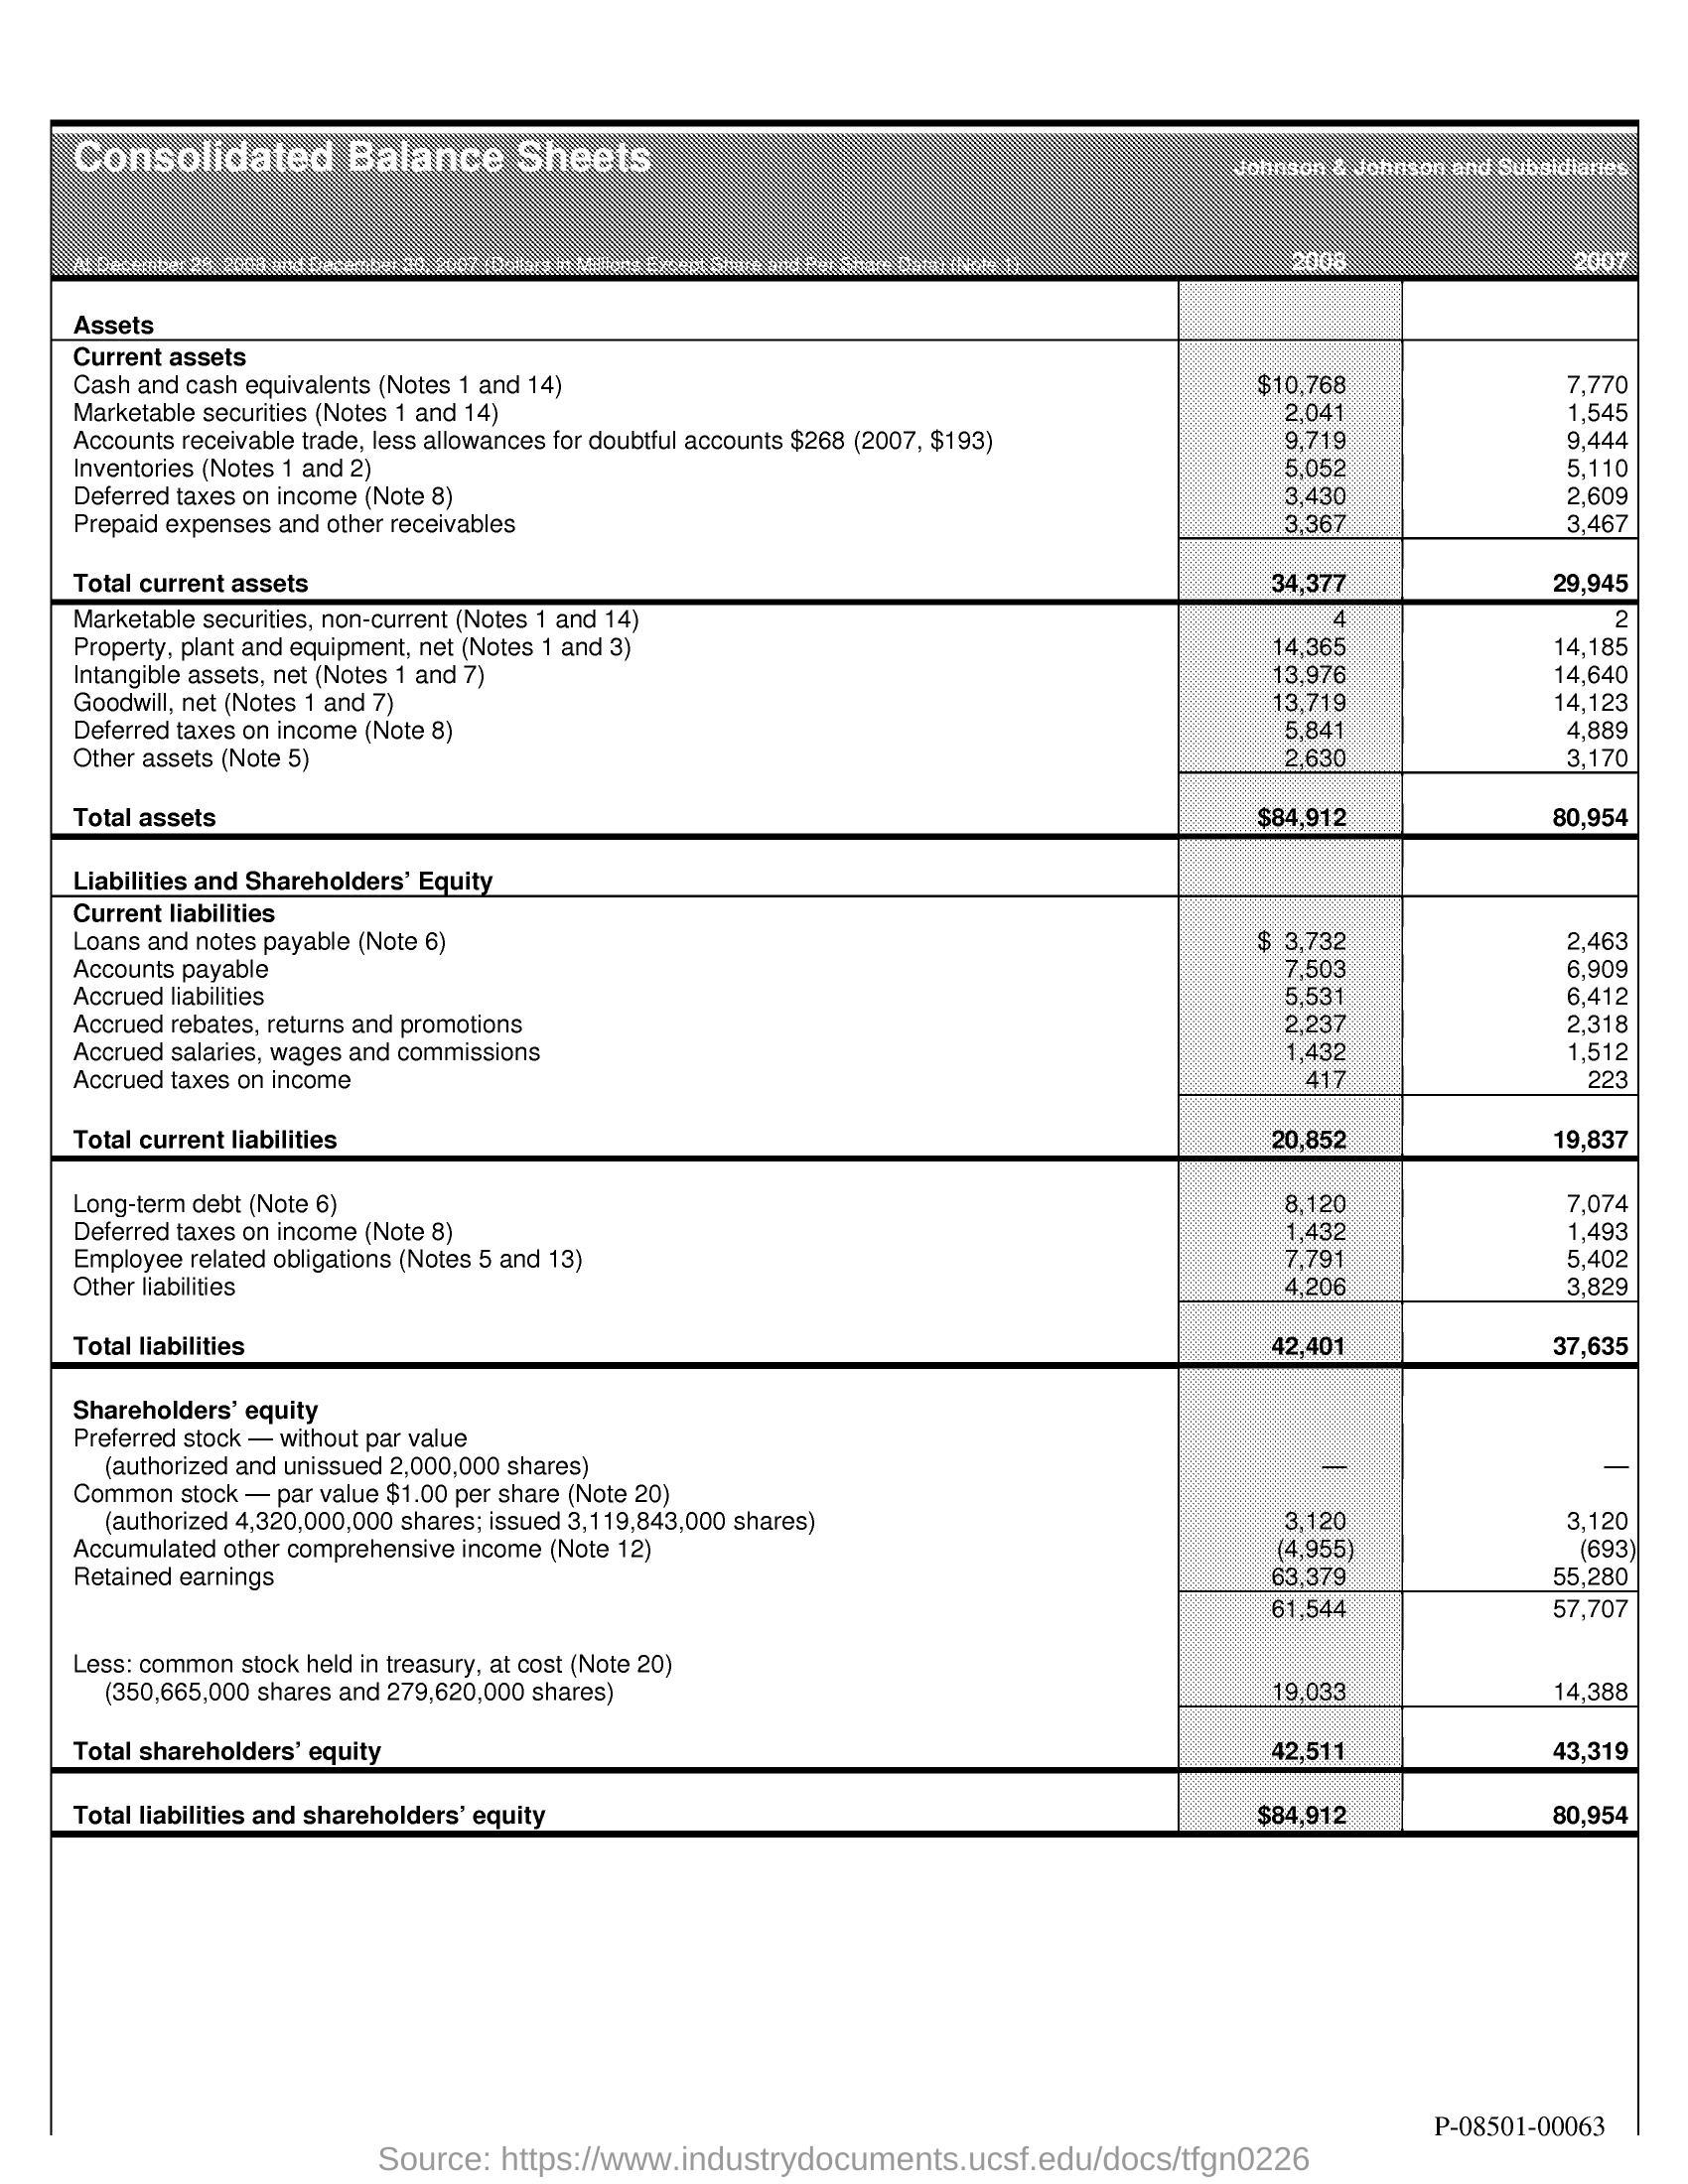 Consolidated Balance Sheets Johnson & Johnson and Subsidiaries
At December 28, 2008 and December 30, 2007 (Dollars in Millions Except Share and Per Share Data) (Note 1) 2008 2007
Assets
Current assets
Cash and cash equivalents (Notes 1 and 14) $10,768 7,770
Marketable securities (Notes 1 and 14) 2,041 1,545
Accounts receivable trade, less allowances for doubtful accounts $268 (2007, $193) 9,719 9,444
Inventories (Notes 1 and 2) 5,052 5,110
Deferred taxes on income (Note 8) 3,430 2,609
Prepaid expenses and other receivables 3,367 3,467
Total current assets 34,377 29,945
Marketable securities, non-current (Notes 1 and 14) 4 2
Property, plant and equipment, net (Notes 1 and 3) 14,365 14,185
Intangible assets, net (Notes 1 and 7) 13,976 14,640
Goodwill, net (Notes 1 and 7) 13,719 14,123
Deferred taxes on income (Note 8) 5,841 4,889
Other assets (Note 5) 2,630 3,170
Total assets $84,912 80,954
Liabilities and Shareholders' Equity
Current liabilities
Loans and notes payable (Note 6) $ 3,732 2,463
Accounts payable 7,503 6,909
Accrued liabilities 5,531 6,412
Accrued rebates, returns and promotions 2,237 2,318
Accrued salaries, wages and commissions 1,432 1,512
Accrued taxes on income 417 223
Total current liabilities 20,852 19,837
Long-term debt (Note 6) 8,120 7,074
Deferred taxes on income (Note 8) 1,432 1,493
Employee related obligations (Notes 5 and 13) 7,791 5,402
Other liabilities 4,206 3,829
Total liabilities 42,401 37,635
Shareholders' equity
Preferred stock — without par value
(authorized and unissued 2,000,000 shares) — —
Common stock — par value $1.00 per share (Note 20)
(authorized 4,320,000,000 shares; issued 3,119,843,000 shares) 3,120 3,120
Accumulated other comprehensive income (Note 12) (4,955) (693)
Retained earnings 63,379 55,280
61,544 57,707
Less: common stock held in treasury, at cost (Note 20)
(350,665,000 shares and 279,620,000 shares) 19,033 14,388
Total shareholders' equity 42,511 43,319
Total liabilities and shareholders' equity $84,912 80,954
P-08501-00063
Source: https://www.industrydocuments.ucsf.edu/docs/tfgn0226